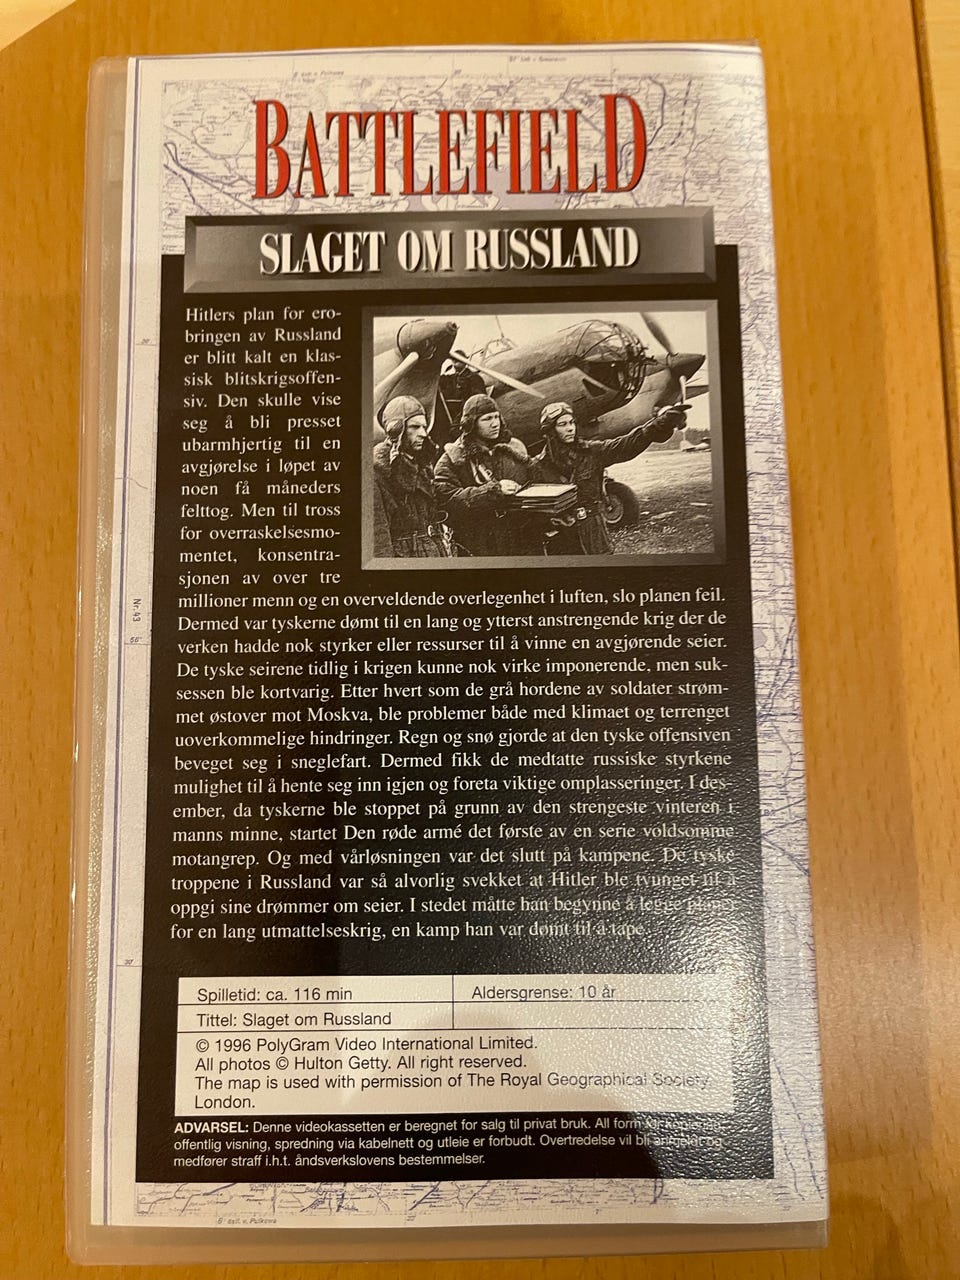 BATTLEFIELD
SLAGET OM RUSSLAND
Hitlers plan for ero-
bringen av Russland
er blitt kalt en klas-
sisk blitskrigsoffen-
siv. Den skulle vise
seg å bli presset
ubarmhjertig til en
avgjørelse i løpet av
noen få måneders
felttog. Men til tross
for overraskelsesmo-
mentet, konsentra-
sjonen av over tre
millioner menn og en overveldende overlegenhet i luften, slo planen feil.
Dermed var tyskerne dømt til en lang og ytterst anstrengende krig der de
verken hadde nok styrker eller ressurser til å vinne en avgjørende seier.
De tyske seirene tidlig i krigen kunne nok virke imponerende, men suk-
sessen ble kortvarig. Etter hvert som de grå hordene av soldater strøm-
met østover mot Moskva, ble problemer både med klimaet og terrenget
uoverkommelige hindringer. Regn og snø gjorde at den tyske offensiven
beveget seg i sneglefart. Dermed fikk de medtatte russiske styrkene
mulighet til å hente seg inn igjen og foreta viktige omplasseringer. I des-
ember, da tyskerne ble stoppet på grunn av den strengeste vinteren i
manns minne, startet Den røde armé det første av en serie voldsomme
motangrep. Og med vårløsningen var det slutt på kampene. De tyske
troppene i Russland var så alvorlig svekket at Hitler ble tvunget til å
oppgi sine drømmer om seier. I stedet måtte han begynne å legge planer
for en lang utmattelseskrig, en kamp han var dømt til å tape.
Spilletid: ca. 116 min
Aldersgrense: 10 år
Tittel: Slaget om Russland
© 1996 PolyGram Video International Limited.
All photos © Hulton Getty. All right reserved.
The map is used with permission of The Royal Geographical Society,
London.
ADVARSEL: Denne videokassetten er beregnet for salg til privat bruk. All form for kopiering,
offentlig visning, spredning via kabelnett og utleie er forbudt. Overtredelse vil bli anmeldt og
medfører straff i.h.t. åndsverkslovens bestemmelser.
Nr. 43
56°
30'